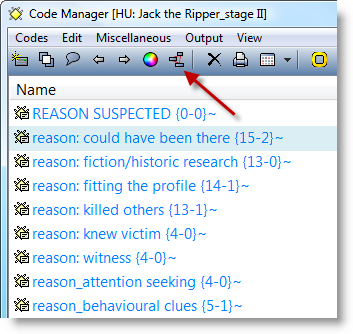 Code Manager [HU: Jack the Ripper_stage II]
Codes Edit Miscellaneous Output View
Name
REASON SUSPECTED {0-0}~
reason: could have been there {15-2}~
reason: fiction/historic research {13-0}~
reason: fitting the profile {14-1}~
reason: killed others {13-1}~
reason: knew victim {4-0}~
reason: witness {4-0}~
reason_attention seeking {4-0}~
reason_behavioural clues {5-1}~